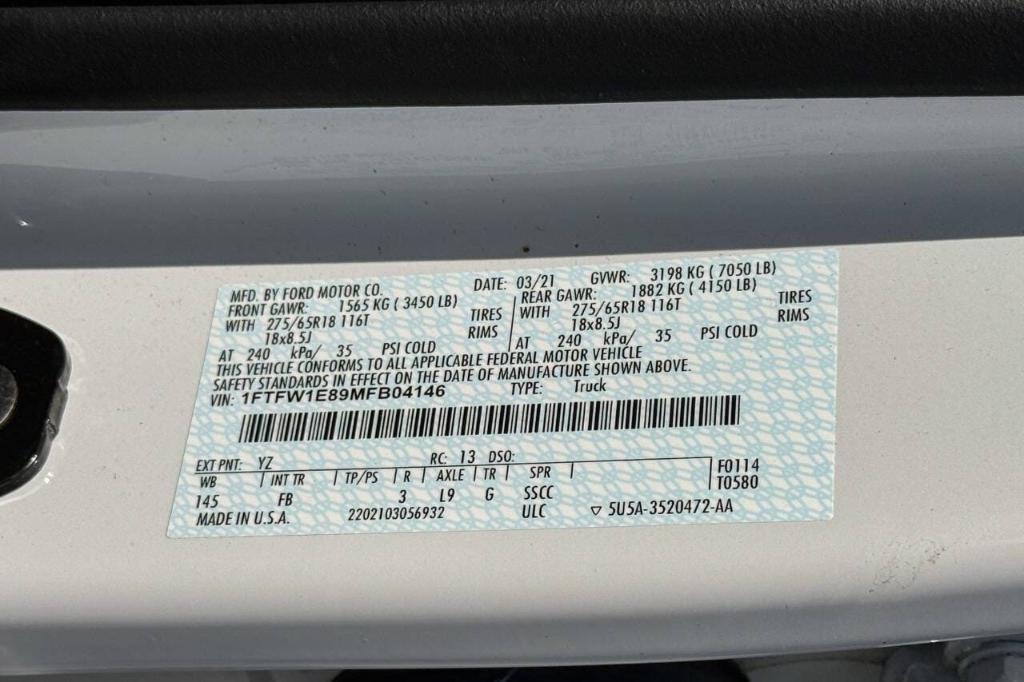 MFD. BY FORD MOTOR CO. DATE: 03/21 GVWR: 3198 KG ( 7050 LB)
FRONT GAWR: 1565 KG ( 3450 LB) REAR GAWR: 1882 KG ( 4150 LB)
WITH 275/65R18 116T TIRES WITH 275/65R18 116T TIRES
18x8.5J RIMS 18x8.5J RIMS
AT 240 kPa/ 35 PSI COLD AT 240 kPa/ 35 PSI COLD
THIS VEHICLE CONFORMS TO ALL APPLICABLE FEDERAL MOTOR VEHICLE
SAFETY STANDARDS IN EFFECT ON THE DATE OF MANUFACTURE SHOWN ABOVE.
VIN: 1FTFW1E89MFB04146 TYPE: Truck
EXT PNT: YZ RC: 13 DSO:
WB INT TR TP/PS R AXLE TR SPR F0114
145 FB 3 L9 G SSCC T0580
MADE IN U.S.A. 2202103056932 ULC ▽ 5U5A-3520472-AA